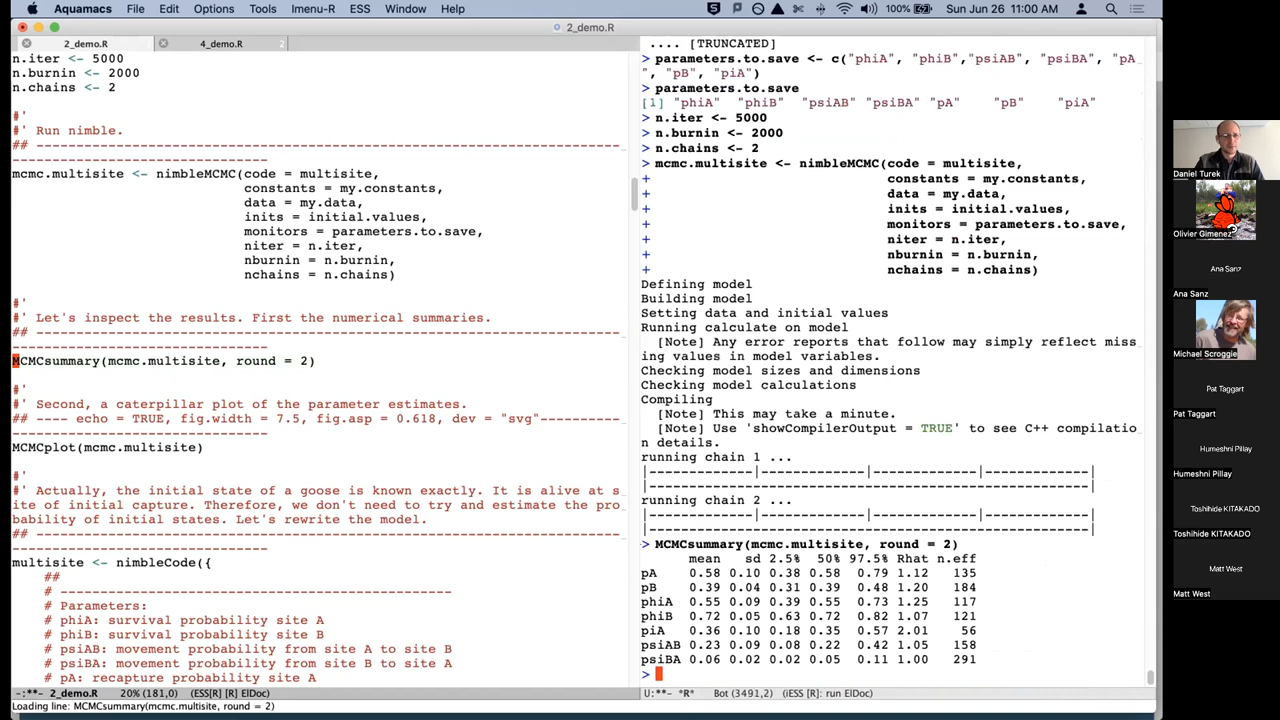 Aquamacs File Edit Options Tools Imenu-R ESS Window Help 100% Sun Jun 26 11:00 AM
2_demo.R
2_demo.R 4_demo.R 2
n.iter <- 5000
n.burnin <- 2000
n.chains <- 2
#'
#' Run nimble.
## ------------------------------------------------------------------------
-------------------------------
mcmc.multisite <- nimbleMCMC(code = multisite,
constants = my.constants,
data = my.data,
inits = initial.values,
monitors = parameters.to.save,
niter = n.iter,
nburnin = n.burnin,
nchains = n.chains)
#'
#' Let's inspect the results. First the numerical summaries.
## ------------------------------------------------------------------------
-------------------------------
MCMCsummary(mcmc.multisite, round = 2)
#'
#' Second, a caterpillar plot of the parameter estimates.
## ---- echo = TRUE, fig.width = 7.5, fig.asp = 0.618, dev = "svg"----------
-------------------------------
MCMCplot(mcmc.multisite)
#'
#' Actually, the initial state of a goose is known exactly. It is alive at s
ite of initial capture. Therefore, we don't need to try and estimate the pro
bability of initial states. Let's rewrite the model.
## ------------------------------------------------------------------------
-------------------------------
multisite <- nimbleCode({
##
# -----------------------------------------------
# Parameters:
# phiA: survival probability site A
# phiB: survival probability site B
# psiAB: movement probability from site A to site B
# psiBA: movement probability from site B to site A
# pA: recapture probability site A
-:**- 2_demo.R 20% (181,0) (ESS[R] [R] ElDoc)
Loading line: MCMCsummary(mcmc.multisite, round = 2)
.... [TRUNCATED]
> parameters.to.save <- c("phiA", "phiB","psiAB", "psiBA", "pA
", "pB", "piA")
> parameters.to.save
[1] "phiA" "phiB" "psiAB" "psiBA" "pA" "pB" "piA"
> n.iter <- 5000
> n.burnin <- 2000
> n.chains <- 2
> mcmc.multisite <- nimbleMCMC(code = multisite,
+ constants = my.constants,
+ data = my.data,
+ inits = initial.values,
+ monitors = parameters.to.save,
+ niter = n.iter,
+ nburnin = n.burnin,
+ nchains = n.chains)
Defining model
Building model
Setting data and initial values
Running calculate on model
[Note] Any error reports that follow may simply reflect miss
ing values in model variables.
Checking model sizes and dimensions
Checking model calculations
Compiling
[Note] This may take a minute.
[Note] Use 'showCompilerOutput = TRUE' to see C++ compilatio
n details.
running chain 1 ...
|-------------|-------------|-------------|-------------|
|-------------------------------------------------------|
running chain 2 ...
|-------------|-------------|-------------|-------------|
|-------------------------------------------------------|
> MCMCsummary(mcmc.multisite, round = 2)
mean sd 2.5% 50% 97.5% Rhat n.eff
pA 0.58 0.10 0.38 0.58 0.79 1.12 135
pB 0.39 0.04 0.31 0.39 0.48 1.20 184
phiA 0.55 0.09 0.39 0.55 0.73 1.25 117
phiB 0.72 0.05 0.63 0.72 0.82 1.07 121
piA 0.36 0.10 0.18 0.35 0.57 2.01 56
psiAB 0.23 0.09 0.08 0.22 0.42 1.05 158
psiBA 0.06 0.02 0.02 0.05 0.11 1.00 291
>
U:**- *R* Bot (3491,2) (iESS [R]: run ElDoc)
Daniel Turek
Olivier Gimenez
Ana Sanz
Ana Sanz
Michael Scroggie
Pat Taggart
Pat Taggart
Humeshni Pillay
Humeshni Pillay
Toshihide KITAKADO
Toshihide KITAKADO
Matt West
Matt West